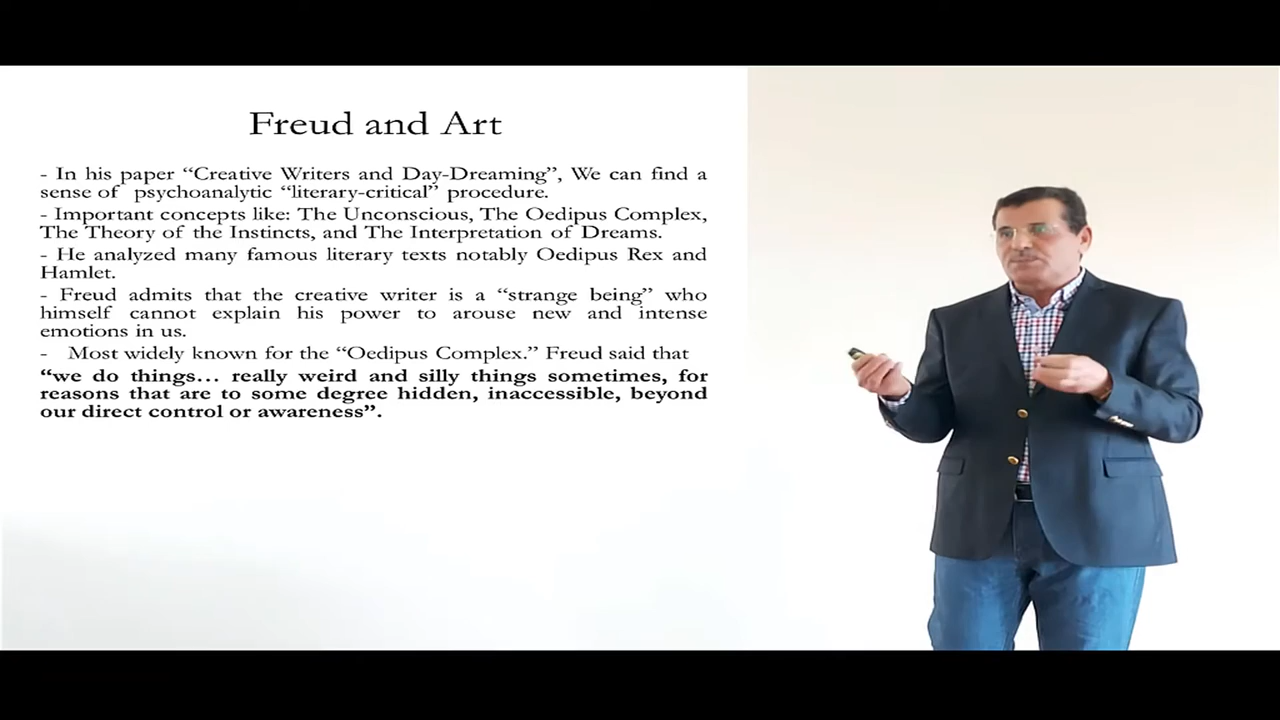 Freud and Art
- In his paper “Creative Writers and Day-Dreaming”, We can find a
sense of psychoanalytic “literary-critical” procedure.
- Important concepts like: The Unconscious, The Oedipus Complex,
The Theory of the Instincts, and The Interpretation of Dreams.
- He analyzed many famous literary texts notably Oedipus Rex and
Hamlet.
- Freud admits that the creative writer is a “strange being” who
himself cannot explain his power to arouse new and intense
emotions in us.
- Most widely known for the “Oedipus Complex.” Freud said that
“we do things… really weird and silly things sometimes, for
reasons that are to some degree hidden, inaccessible, beyond
our direct control or awareness”.